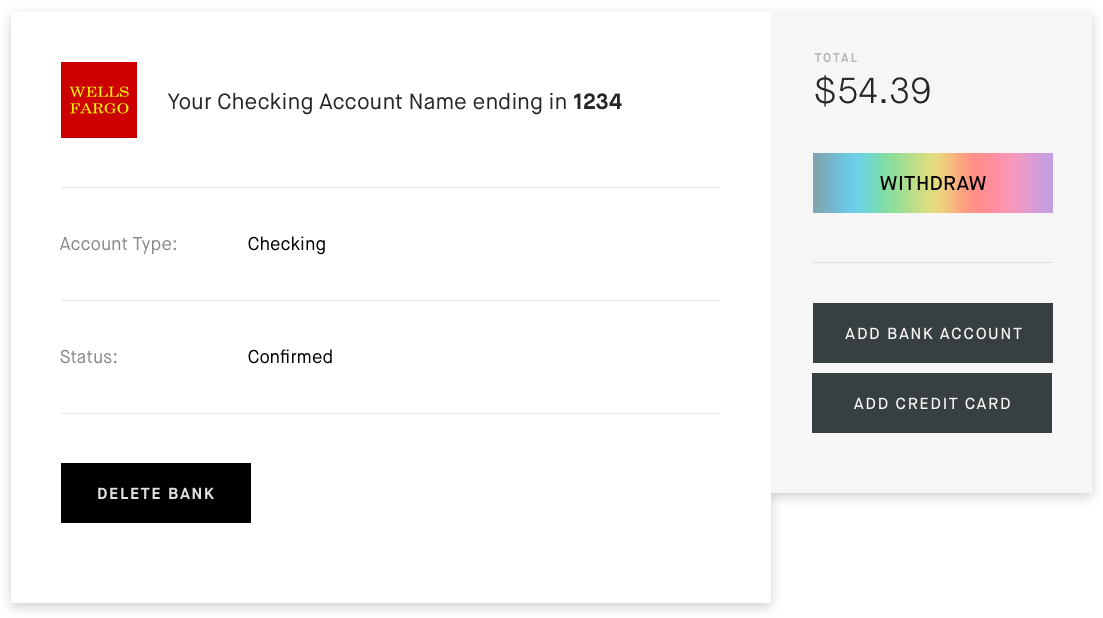 WELLS
FARGO
Your Checking Account Name ending in 1234
Account Type: Checking
Status: Confirmed
DELETE BANK
TOTAL
$54.39
WITHDRAW
ADD BANK ACCOUNT
ADD CREDIT CARD